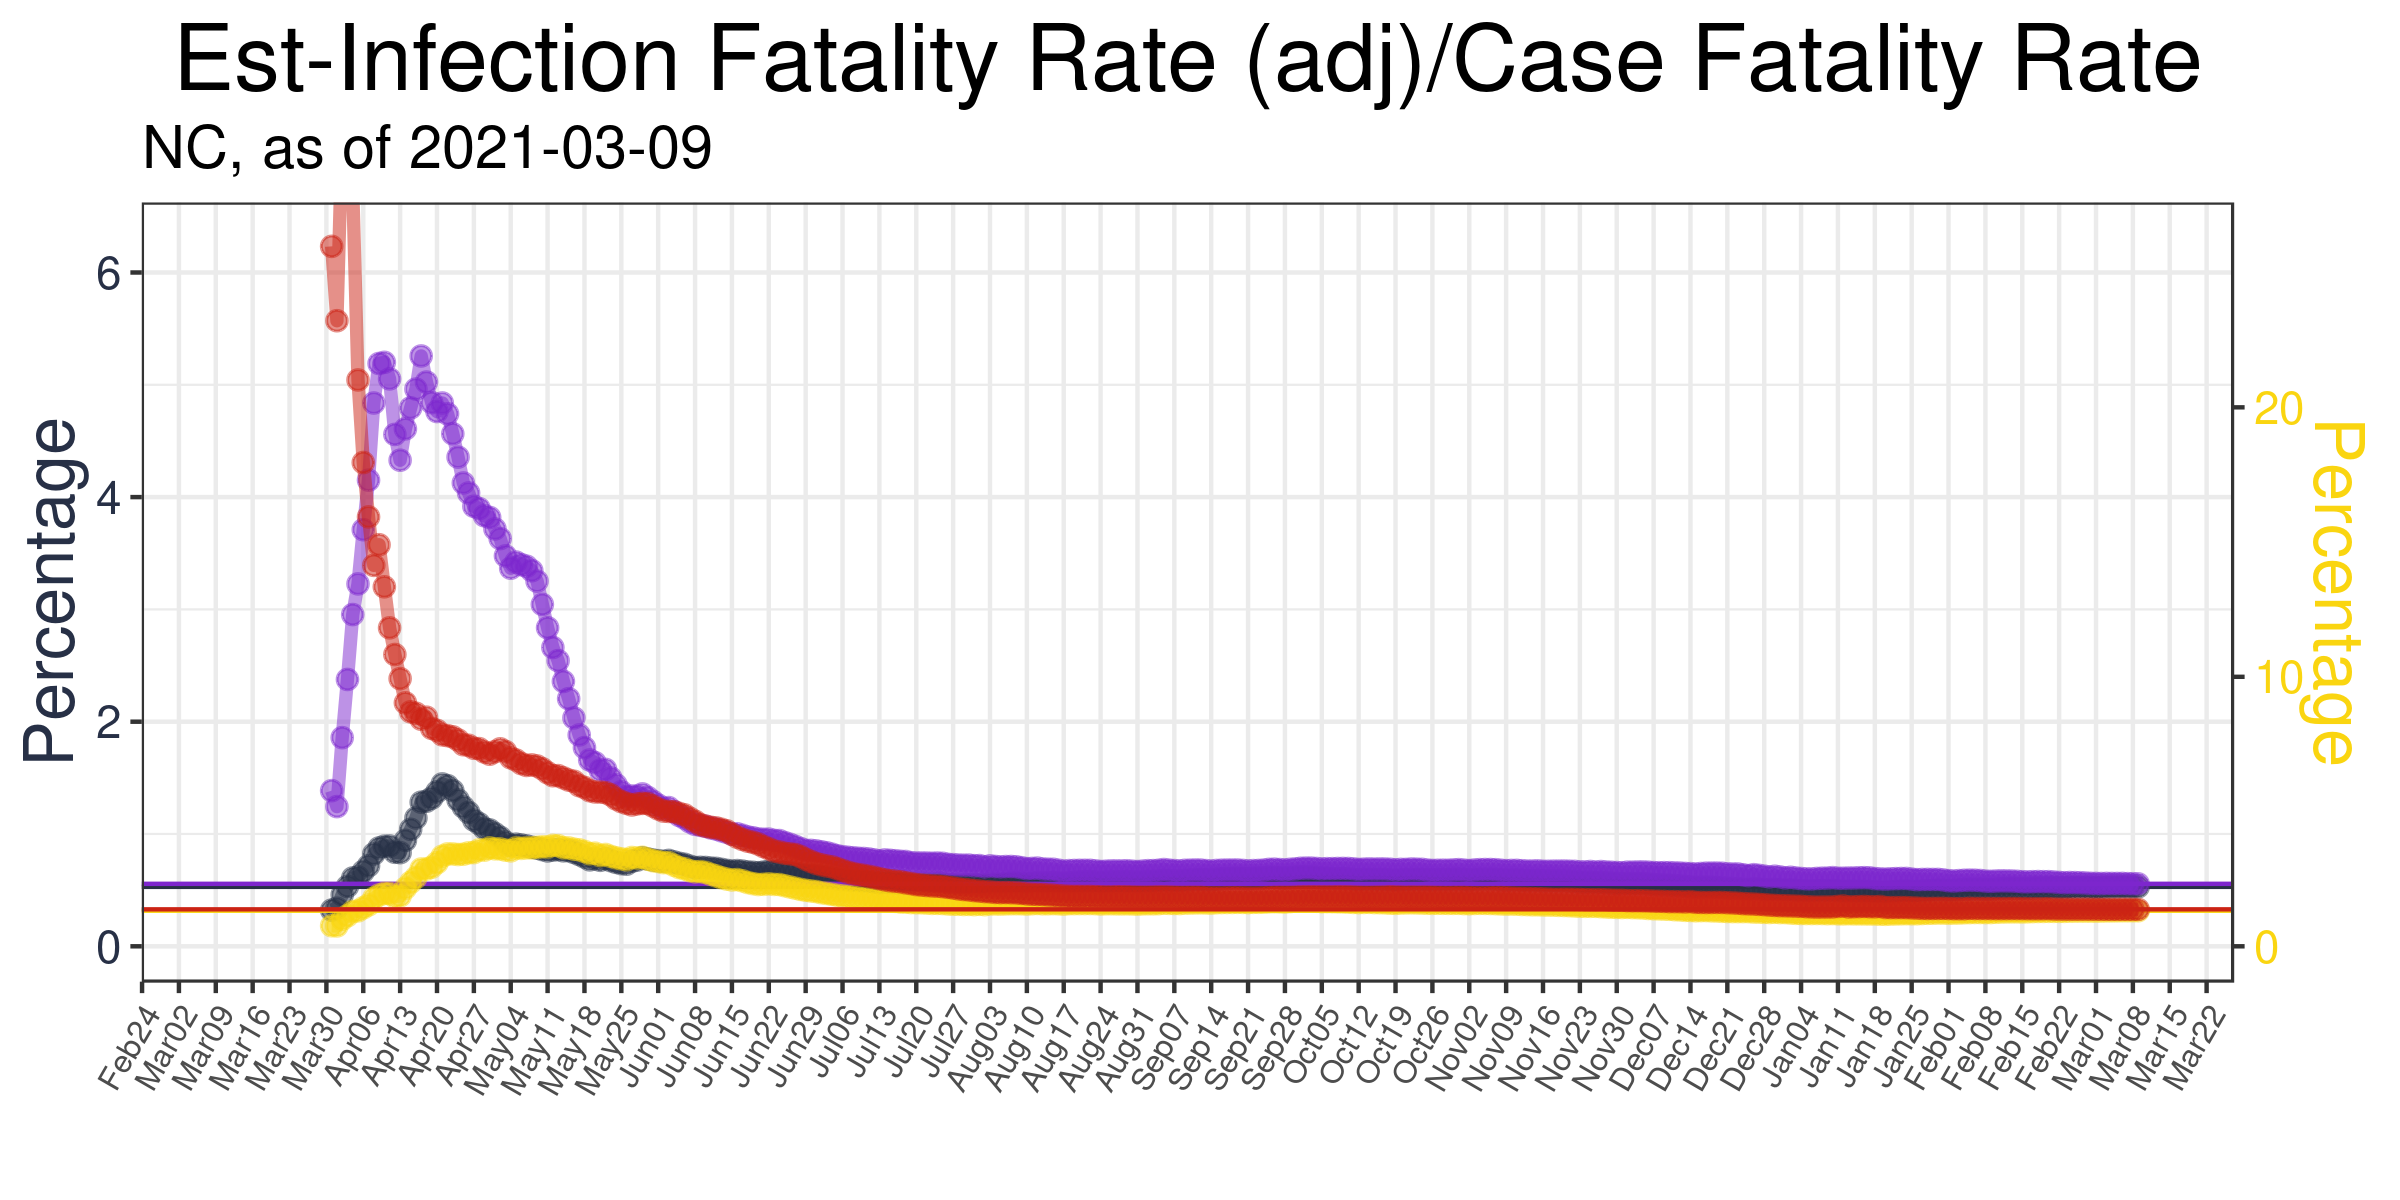 Est-Infection Fatality Rate (adj)/Case Fatality Rate
NC, as of 2021-03-09
Percentage
6
4
2
0
20
10
0
Percentage
Feb24
Mar02
Mar09
Mar16
Mar23
Mar30
Apr06
Apr13
Apr20
Apr27
May04
May11
May18
May25
Jun01
Jun08
Jun15
Jun22
Jun29
Jul06
Jul13
Jul20
Jul27
Aug03
Aug10
Aug17
Aug24
Aug31
Sep07
Sep14
Sep21
Sep28
Oct05
Oct12
Oct19
Oct26
Nov02
Nov09
Nov16
Nov23
Nov30
Dec07
Dec14
Dec21
Dec28
Jan04
Jan11
Jan18
Jan25
Feb01
Feb08
Feb15
Feb22
Mar01
Mar08
Mar15
Mar22